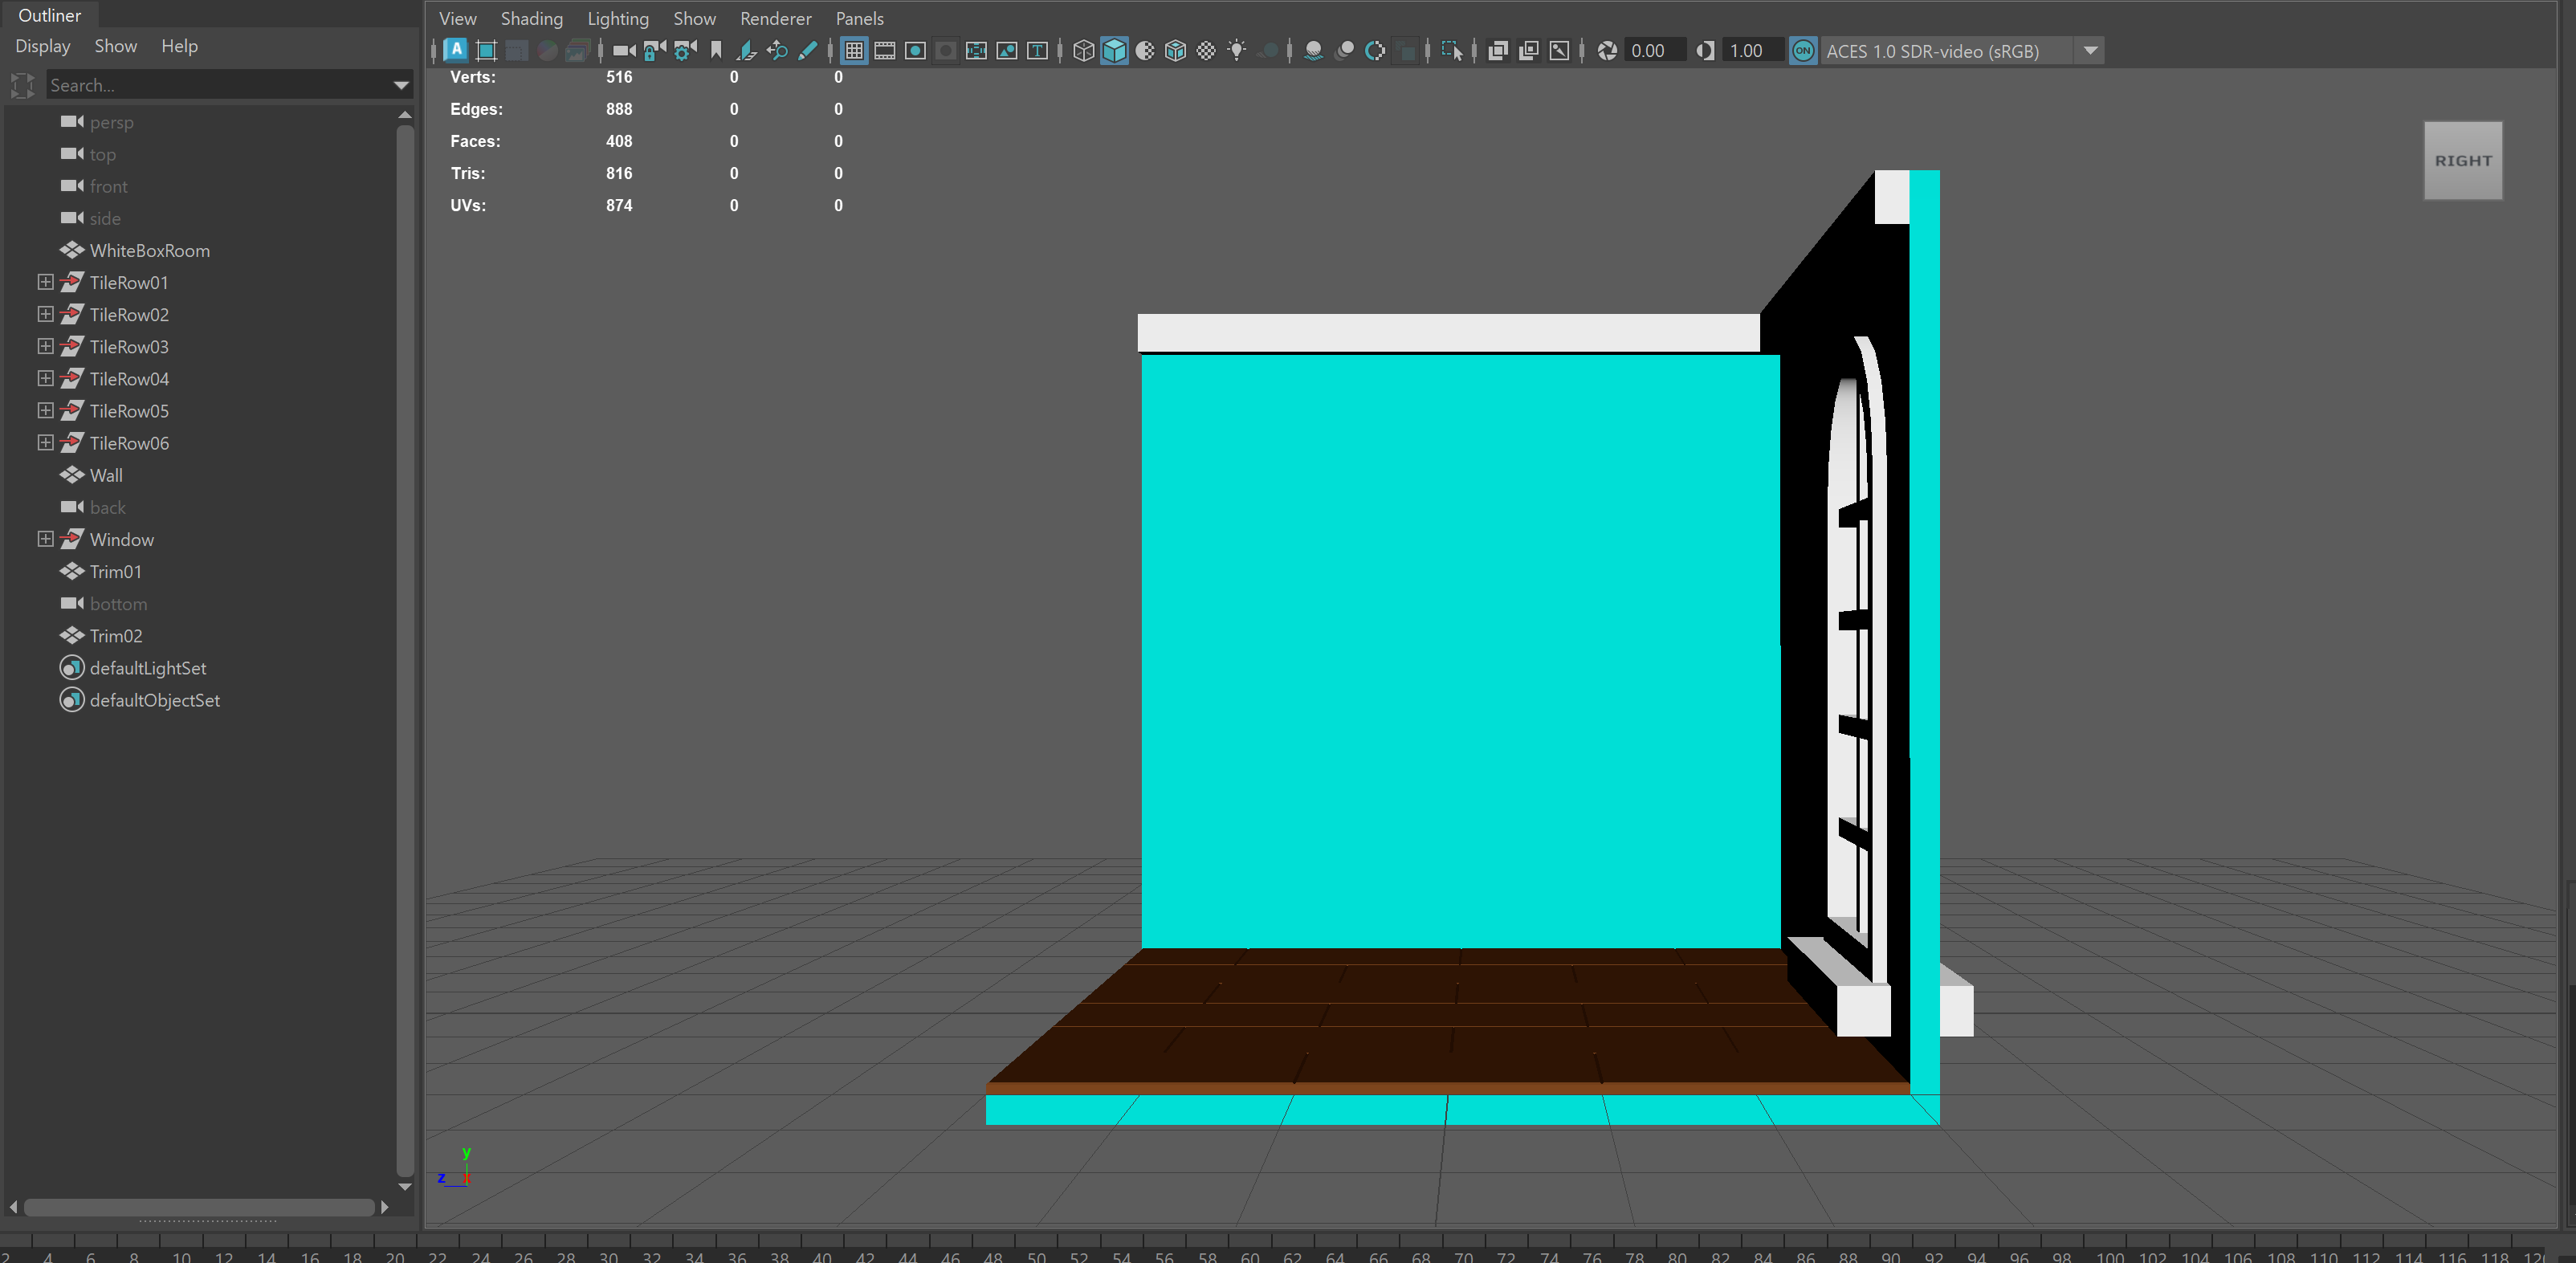 Outliner
Display Show Help
Search...
persp
top
front
side
WhiteBoxRoom
TileRow01
TileRow02
TileRow03
TileRow04
TileRow05
TileRow06
Wall
back
Window
Trim01
bottom
Trim02
defaultLightSet
defaultObjectSet
View Shading Lighting Show Renderer Panels
A T 0.00 1.00 ON ACES 1.0 SDR-video (sRGB)
Verts: 516 0 0
Edges: 888 0 0
Faces: 408 0 0
Tris: 816 0 0
UVs: 874 0 0
RIGHT
y
z
2 4 6 8 10 12 14 16 18 20 22 24 26 28 30 32 34 36 38 40 42 44 46 48 50 52 54 56 58 60 62 64 66 68 70 72 74 76 78 80 82 84 86 88 90 92 94 96 98 100 102 104 106 108 110 112 114 116 118